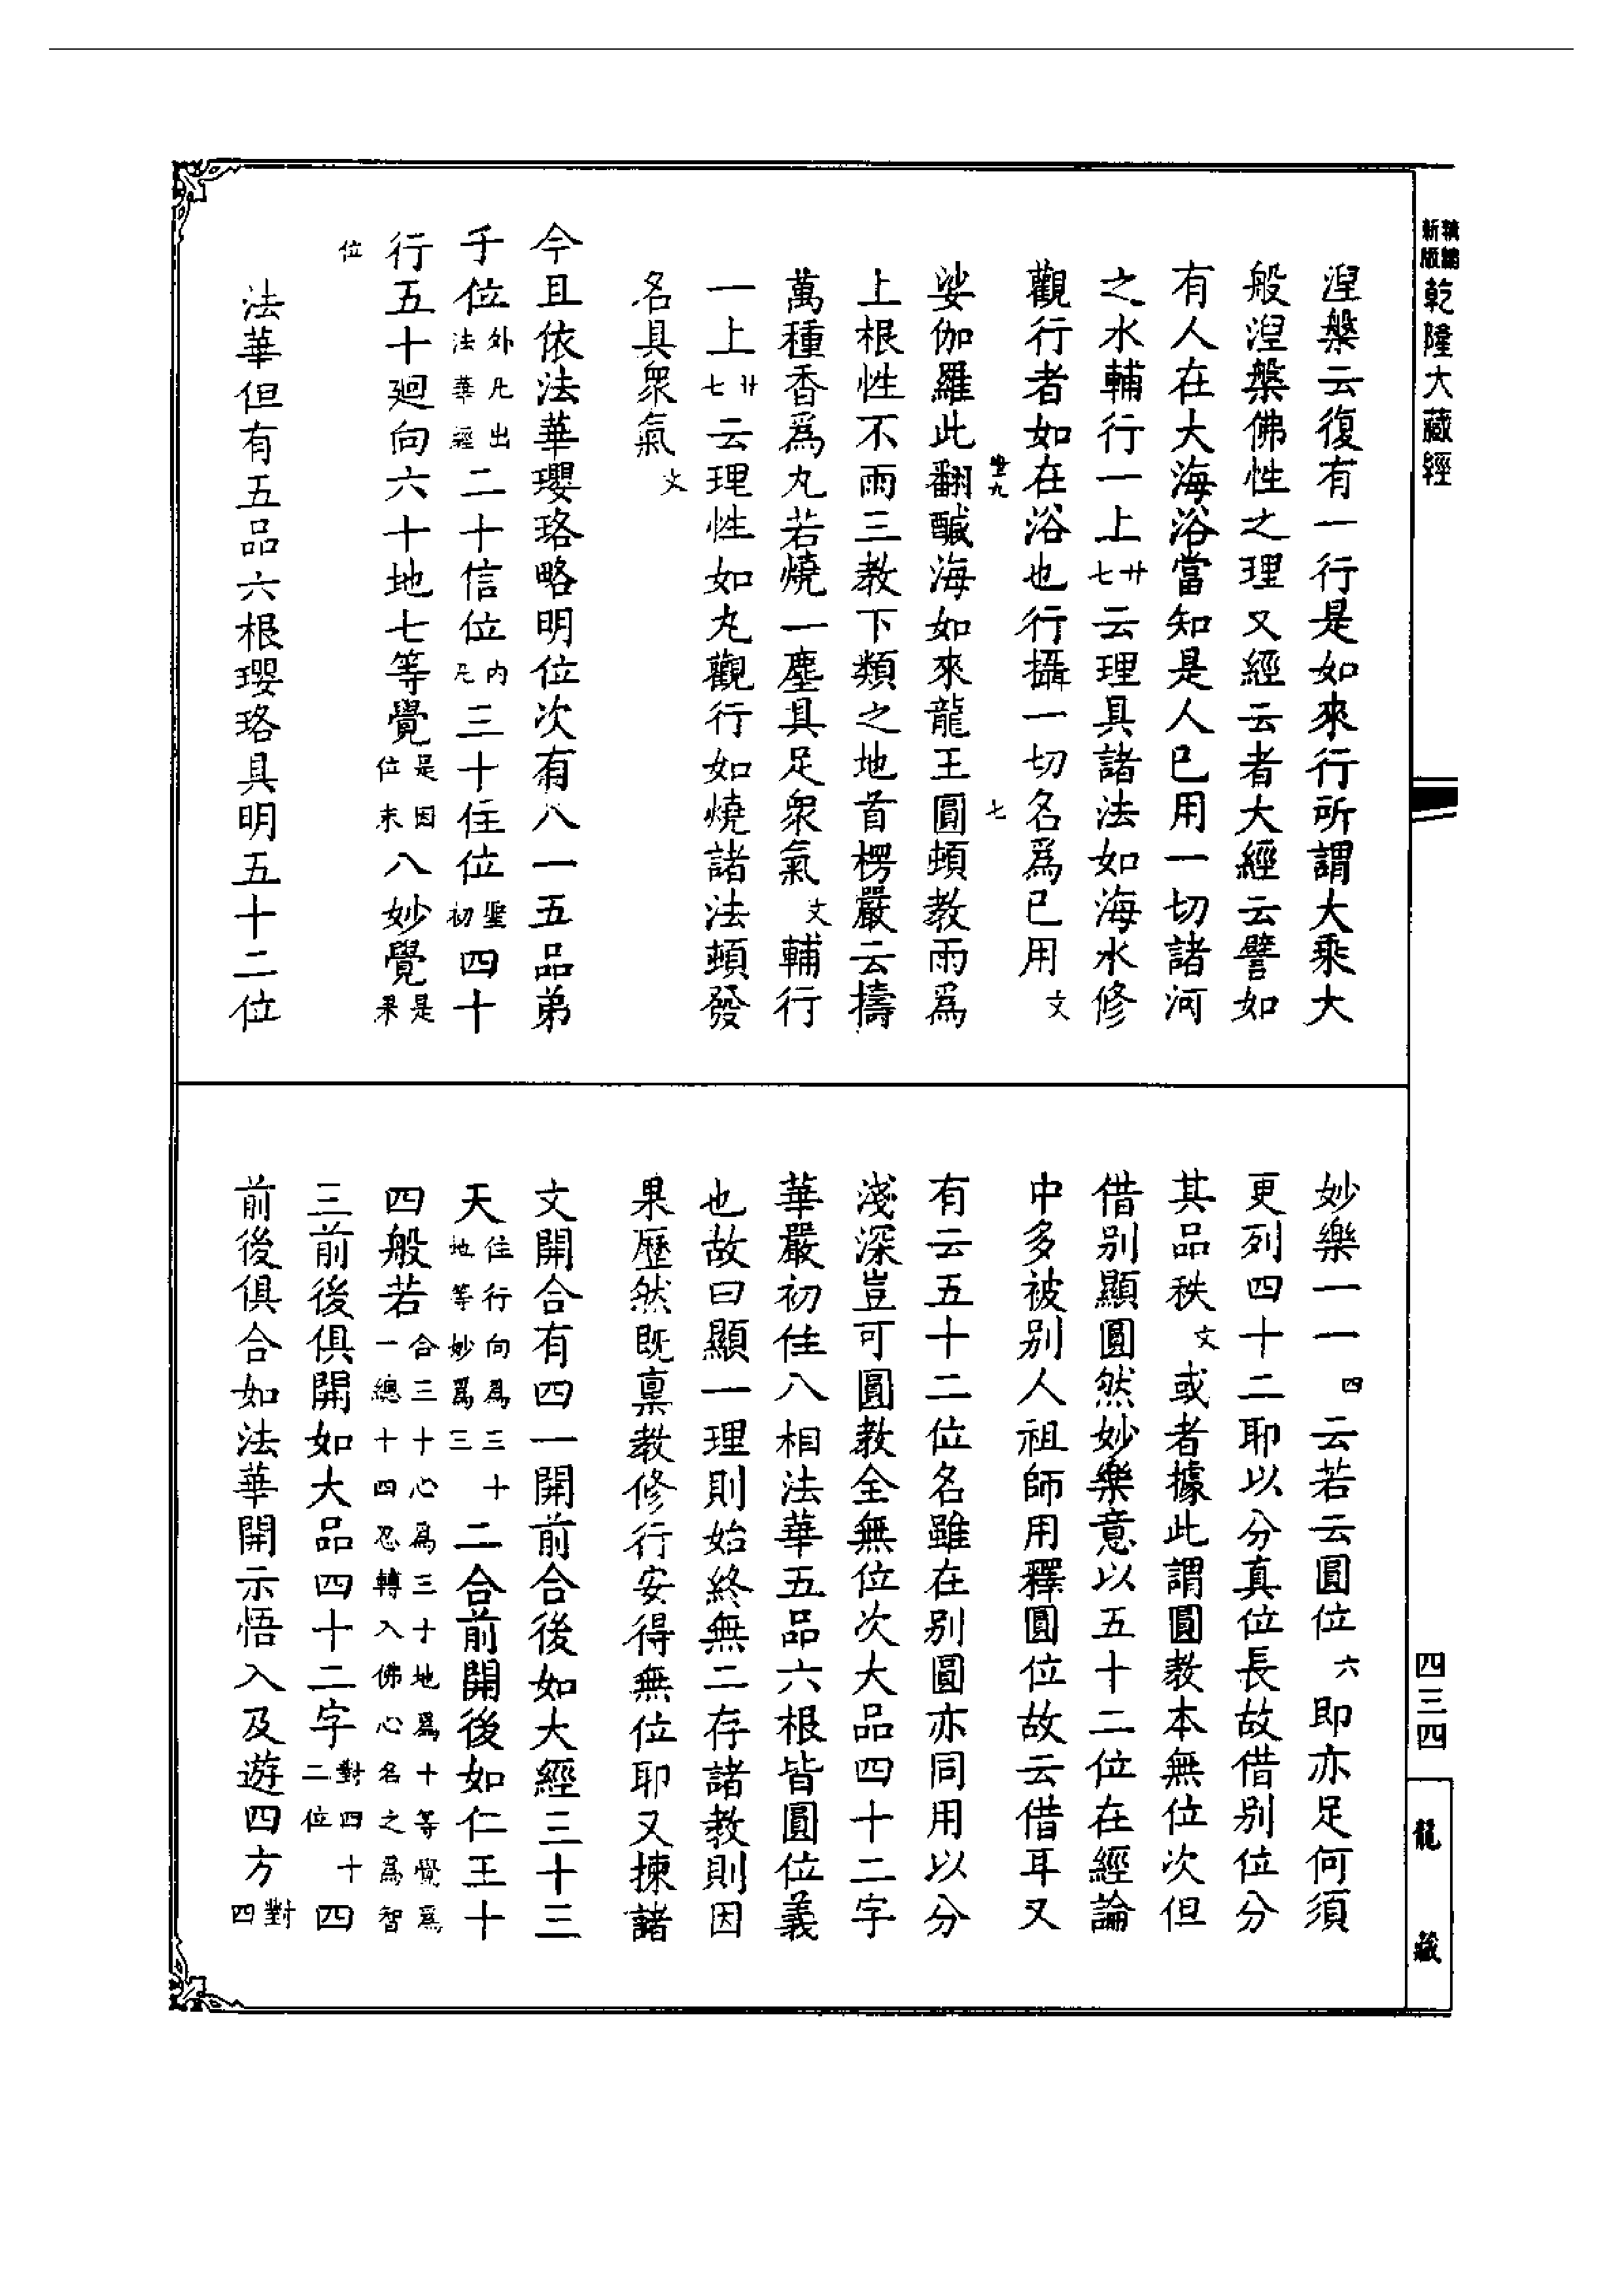 新版
乾隆大藏經
涅槃云復有一行是如來行所謂大乘大
般涅槃佛性之理又經云者大經云譬如
有人在大海浴當知是人已用一切諸河
之水輔行一上廿七云理具諸法如海水修
觀行者如在浴也行攝一切名爲已用文
七
娑伽羅此翻醎海如來龍王圓頓教雨爲
上根性不雨三教下類之地首楞嚴云擣
萬種香爲丸若燒一塵具足衆氣文輔行
一上廿七云理性如丸觀行如燒諸法頓發
名具衆氣文
今且依法華瓔珞略明位次有八一五品弟
子位外凡出法華經二十信位內凡三十住位聖初四十
行五十廻向六十地七等覺是因位末八妙覺是果
位
法華但有五品六根瓔珞具明五十二位
妙樂一一四云若云圓位六即亦足何須
更列四十二耶以分真位長故借别位分
其品秩文或者據此謂圓教本無位次但
借别顯圓然妙樂意以五十二位在經論
中多被别人祖師用釋圓位故云借耳又
有云五十二位名雖在别圓亦同用以分
淺深豈可圓教全無位次大品四十二字
華嚴初住八相法華五品六根皆圓位義
也故曰顯一理則始終無二存諸教則因
果歷然既稟教修行安得無位耶又揀諸
文開合有四一開前合後如大經三十三
天住行向爲三十地等妙爲三二合前開後如仁王十
四般若合三十心爲三十地爲十等覺爲一總十四忍轉入佛心名之爲智
三前後俱開如大品四十二字對四十二位四
前後俱合如法華開示悟入及遊四方對四
四三四
龍藏